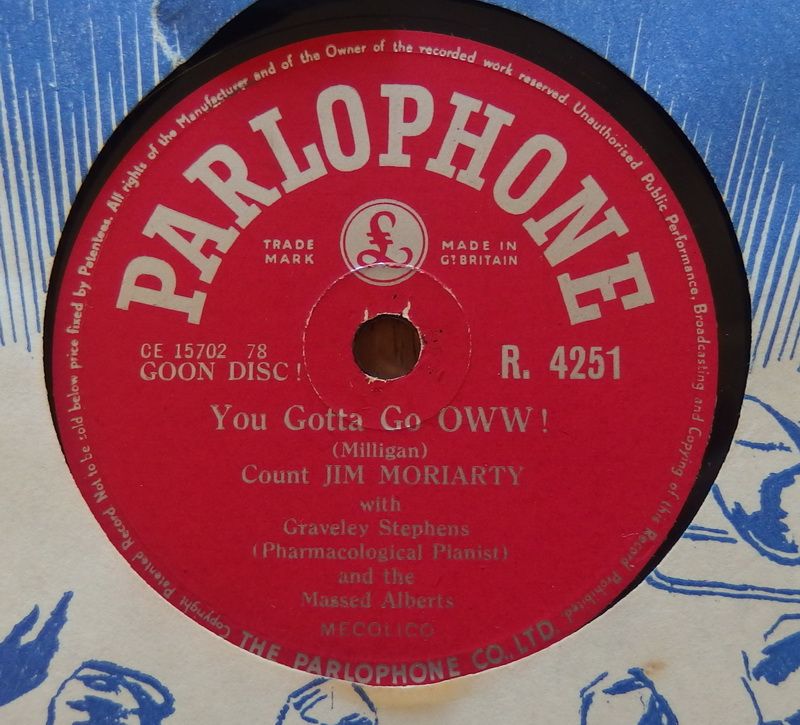 All rights of the Manufacturer and of the Owner of the recorded work reserved. Unauthorised Public Performance, Broadcasting and Copying of this Record Prohibited.
Copyright Patented Record Not to be sold below price fixed by Patentees.
PARLOPHONE
TRADE MARK
£
MADE IN GT BRITAIN
CE 15702 78
GOON DISC!
R. 4251
You Gotta Go OWW!
(Milligan)
Count JIM MORIARTY
with
Graveley Stephens
(Pharmacological Pianist)
and the
Massed Alberts
MECOLICO
THE PARLOPHONE CO., LTD.